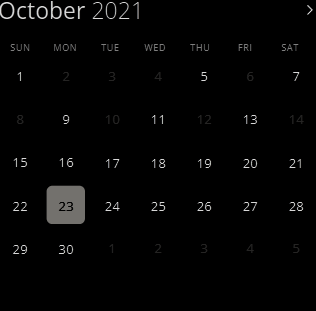 October 2021 >
SUN MON TUE WED THU FRI SAT
1 2 3 4 5 6 7
8 9 10 11 12 13 14
15 16 17 18 19 20 21
22 23 24 25 26 27 28
29 30 1 2 3 4 5